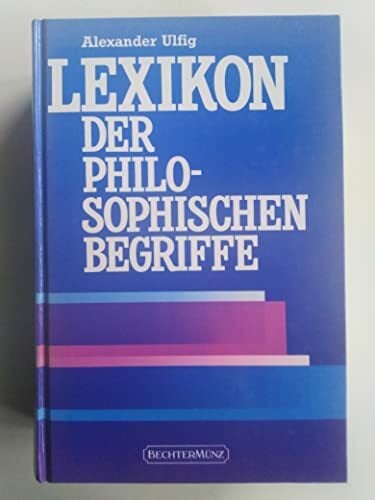 Alexander Ulfig
LEXIKON
DER
PHILO-
SOPHISCHEN
BEGRIFFE
BECHTERMÜNZ